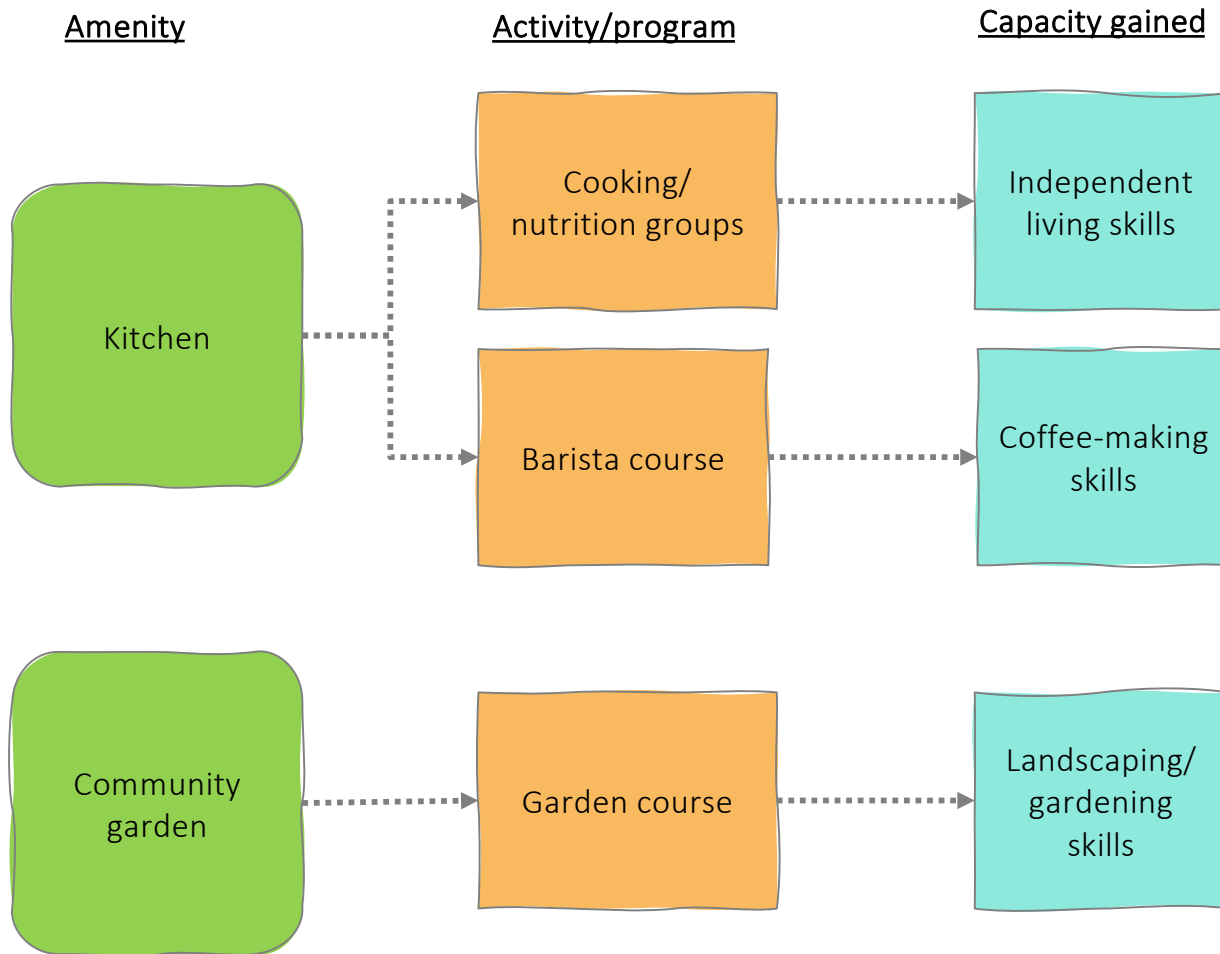 Amenity
Activity/program
Capacity gained
Kitchen
Cooking/
nutrition groups
Independent
living skills
Barista course
Coffee-making
skills
Community
garden
Garden course
Landscaping/
gardening
skills